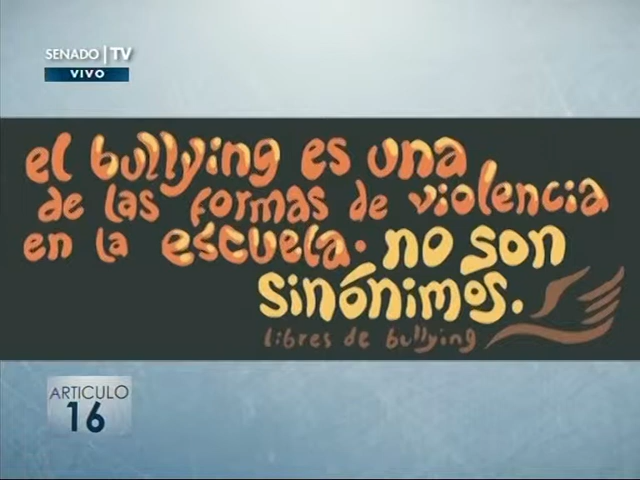 SENADO TV
VIVO
el bullying es una
de las formas de violencia
en la escuela. no son
sinónimos.
libres de bullying
ARTICULO
16